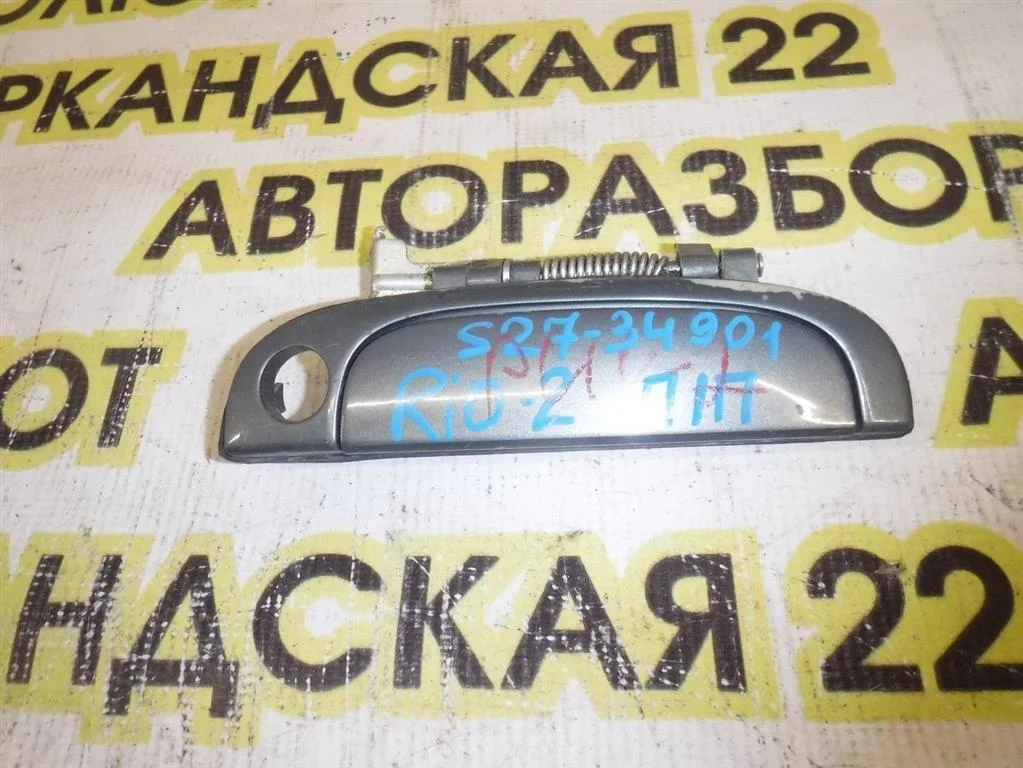 РКАНДСКАЯ 22
АВТОРАЗБОР
S27-34901
Rio-2 ПП
ОТ
НДСКАЯ 22